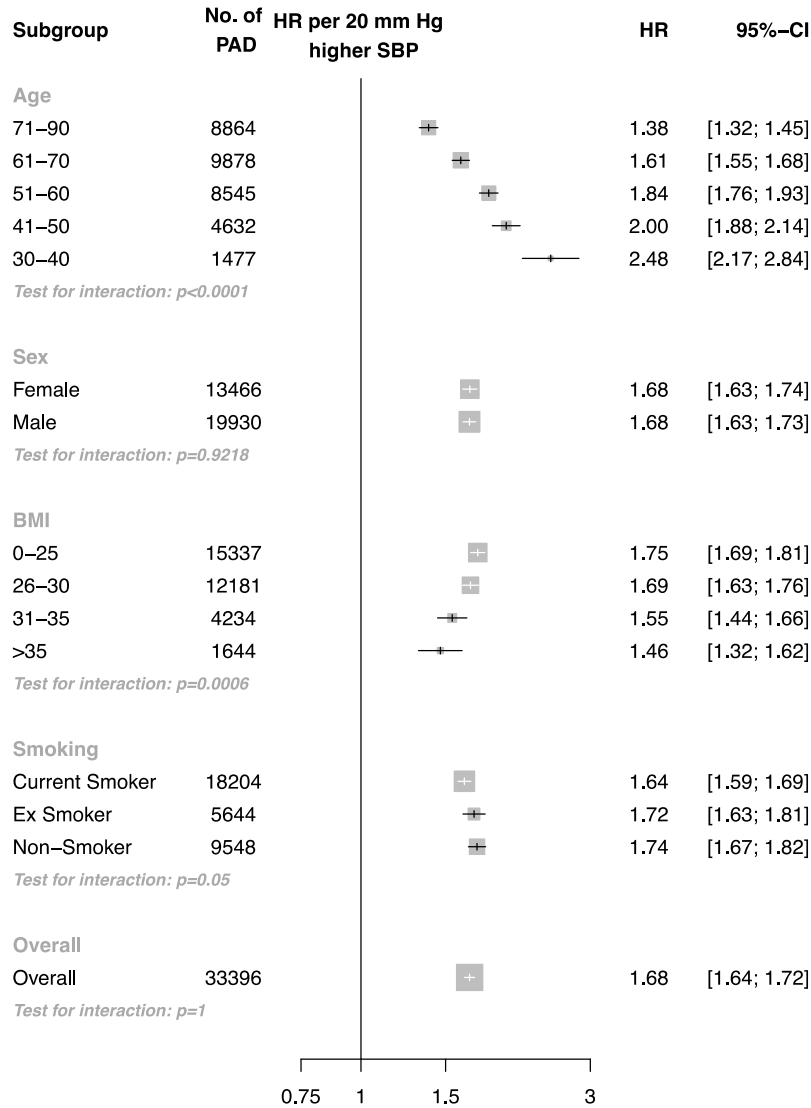 Subgroup No. of PAD HR per 20 mm Hg higher SBP HR 95%–CI
Age
71–90 8864 1.38 [1.32; 1.45]
61–70 9878 1.61 [1.55; 1.68]
51–60 8545 1.84 [1.76; 1.93]
41–50 4632 2.00 [1.88; 2.14]
30–40 1477 2.48 [2.17; 2.84]
Test for interaction: p<0.0001
Sex
Female 13466 1.68 [1.63; 1.74]
Male 19930 1.68 [1.63; 1.73]
Test for interaction: p=0.9218
BMI
0–25 15337 1.75 [1.69; 1.81]
26–30 12181 1.69 [1.63; 1.76]
31–35 4234 1.55 [1.44; 1.66]
>35 1644 1.46 [1.32; 1.62]
Test for interaction: p=0.0006
Smoking
Current Smoker 18204 1.64 [1.59; 1.69]
Ex Smoker 5644 1.72 [1.63; 1.81]
Non–Smoker 9548 1.74 [1.67; 1.82]
Test for interaction: p=0.05
Overall
Overall 33396 1.68 [1.64; 1.72]
Test for interaction: p=1
0.75 1 1.5 3